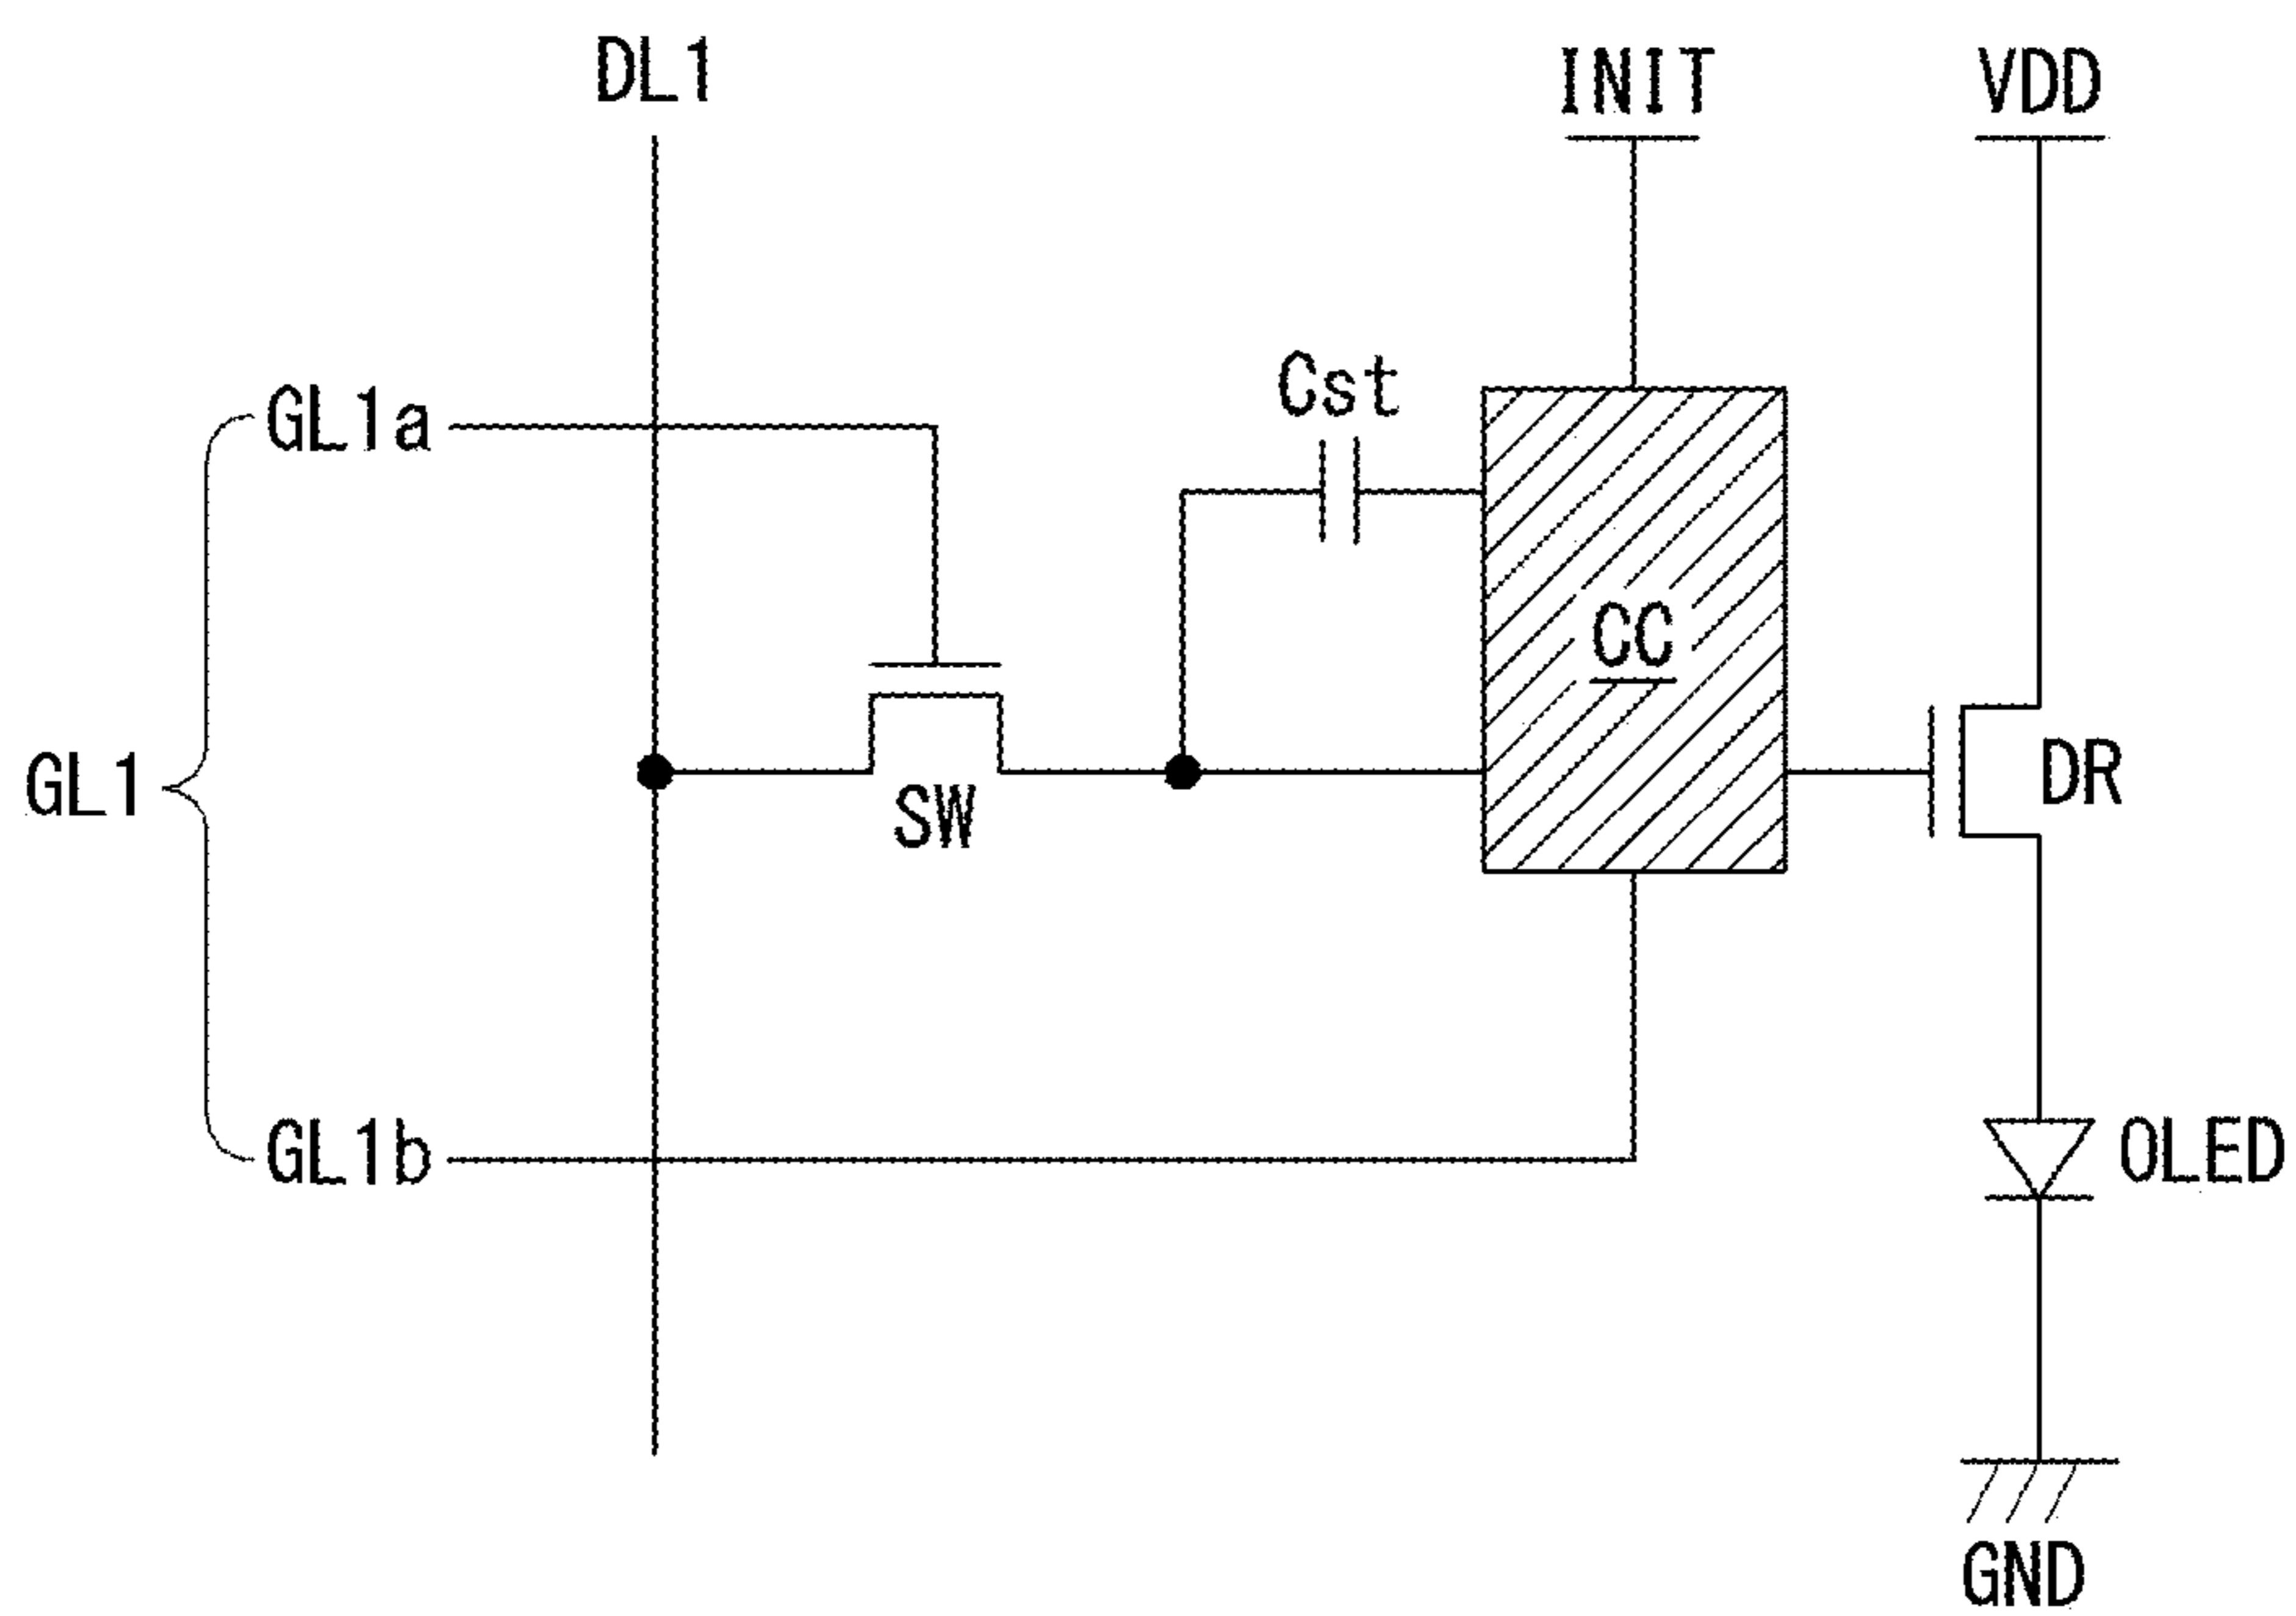 DL1
INIT
VDD
Cst
GL1a
CC
GL1
SW
DR
GL1b
OLED
GND